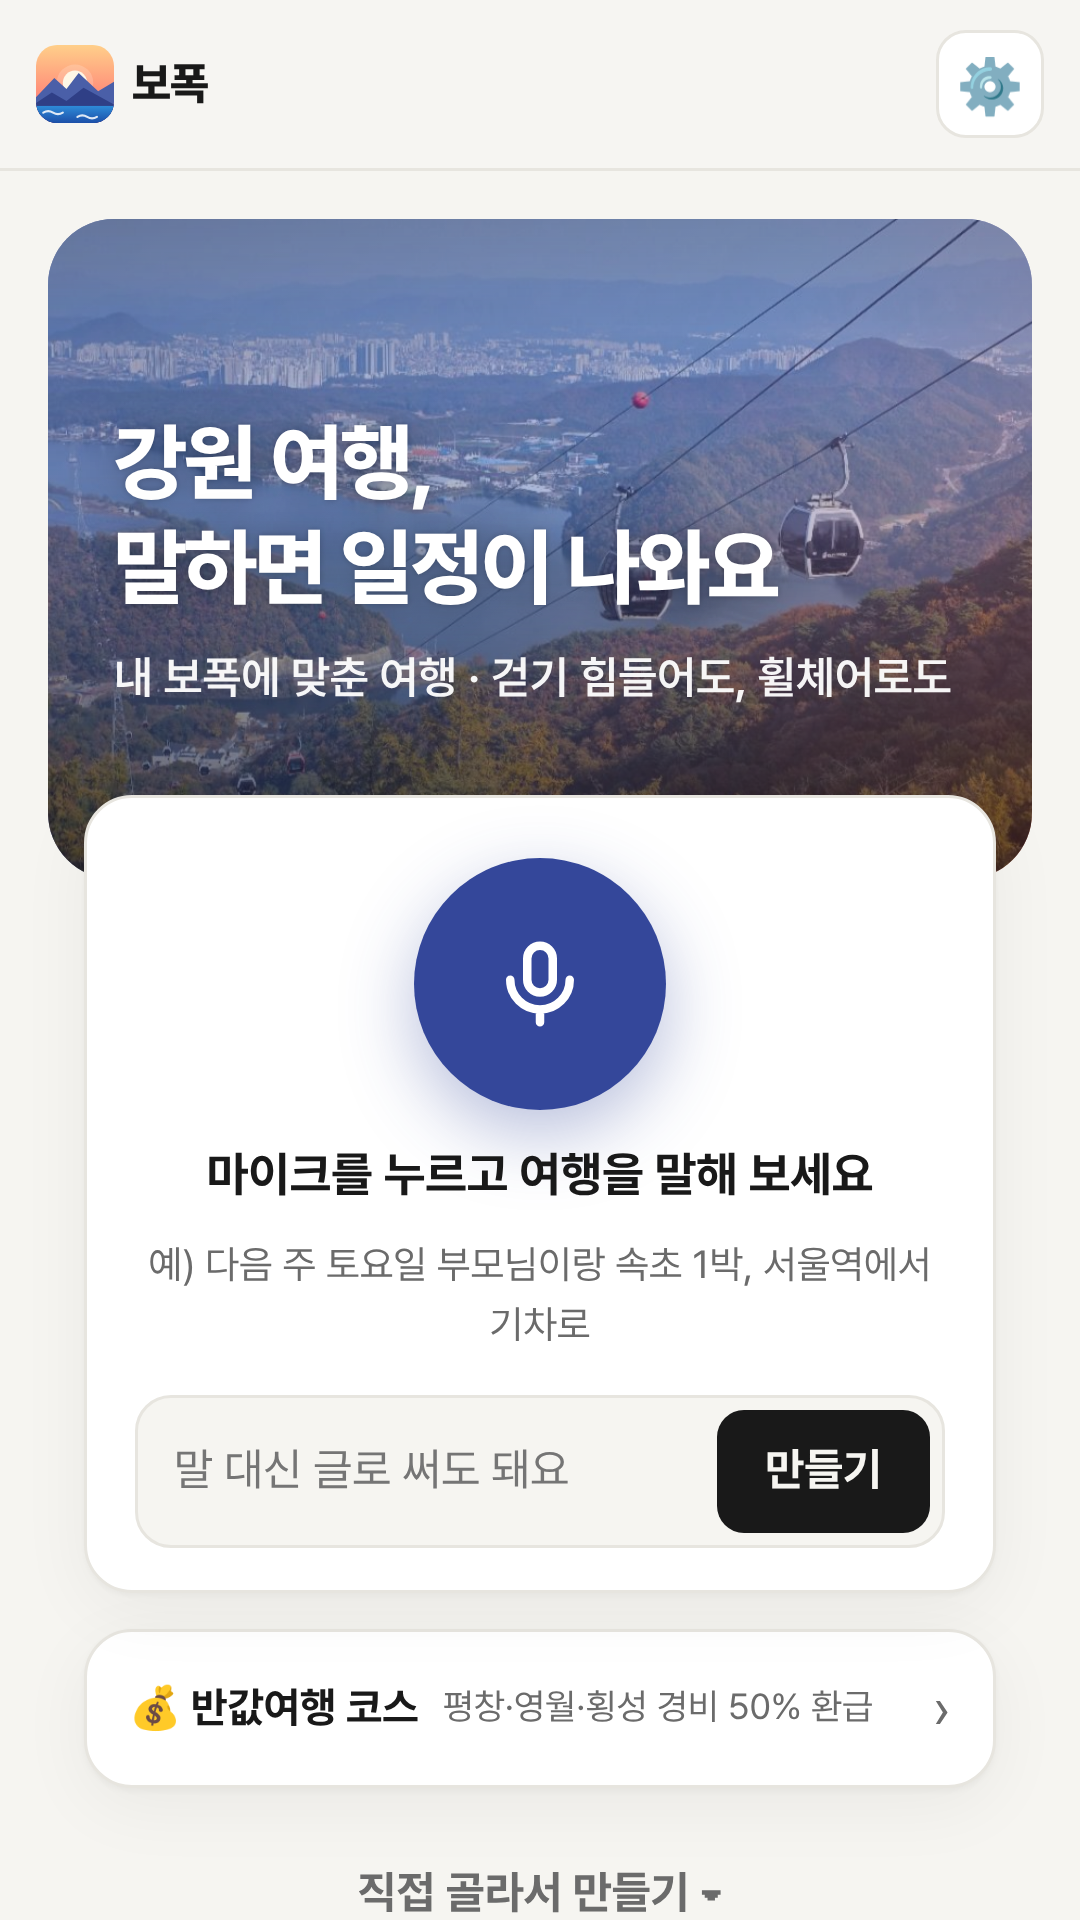 보폭
강원 여행,
말하면 일정이 나와요
내 보폭에 맞춘 여행 · 걷기 힘들어도, 휠체어로도
마이크를 누르고 여행을 말해 보세요
예) 다음 주 토요일 부모님이랑 속초 1박, 서울역에서
기차로
말 대신 글로 써도 돼요
만들기
반값여행 코스 평창·영월·횡성 경비 50% 환급 ›
직접 골라서 만들기